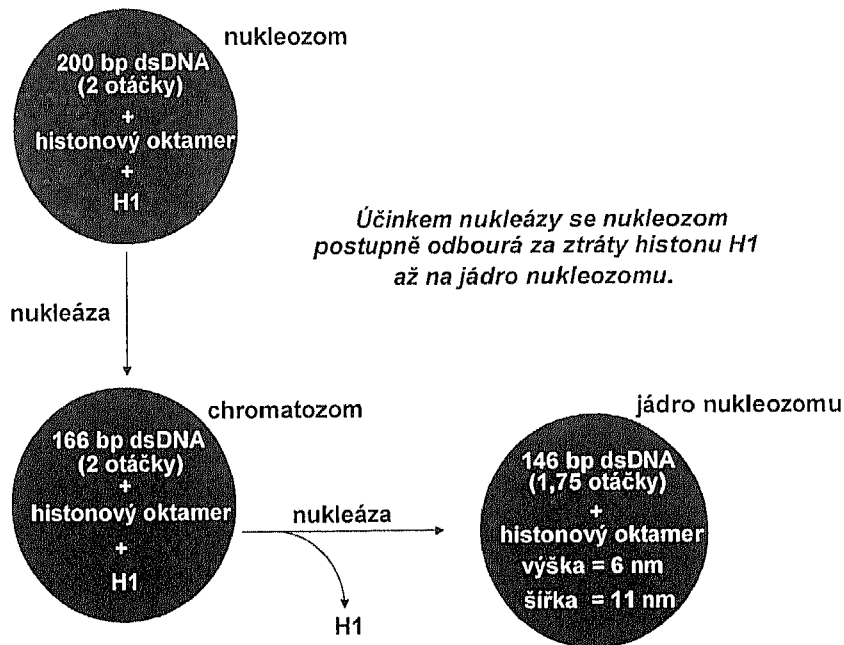 nukleozom
200 bp dsDNA
(2 otáčky)
+
histonový oktamer
+
H1
Účinkem nukleázy se nukleozom
postupně odbourá za ztráty histonu H1
až na jádro nukleozomu.
nukleáza
chromatozom
166 bp dsDNA
(2 otáčky)
+
histonový oktamer
+
H1
nukleáza
H1
jádro nukleozomu
146 bp dsDNA
(1,75 otáčky)
+
histonový oktamer
výška = 6 nm
šířka = 11 nm